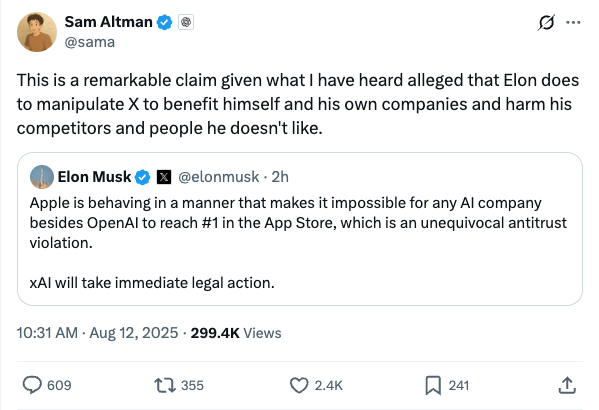 Sam Altman
@sama
This is a remarkable claim given what I have heard alleged that Elon does
to manipulate X to benefit himself and his own companies and harm his
competitors and people he doesn't like.
Elon Musk X @elonmusk · 2h
Apple is behaving in a manner that makes it impossible for any AI company
besides OpenAI to reach #1 in the App Store, which is an unequivocal antitrust
violation.
xAI will take immediate legal action.
10:31 AM · Aug 12, 2025 · 299.4K Views
609 355 2.4K 241